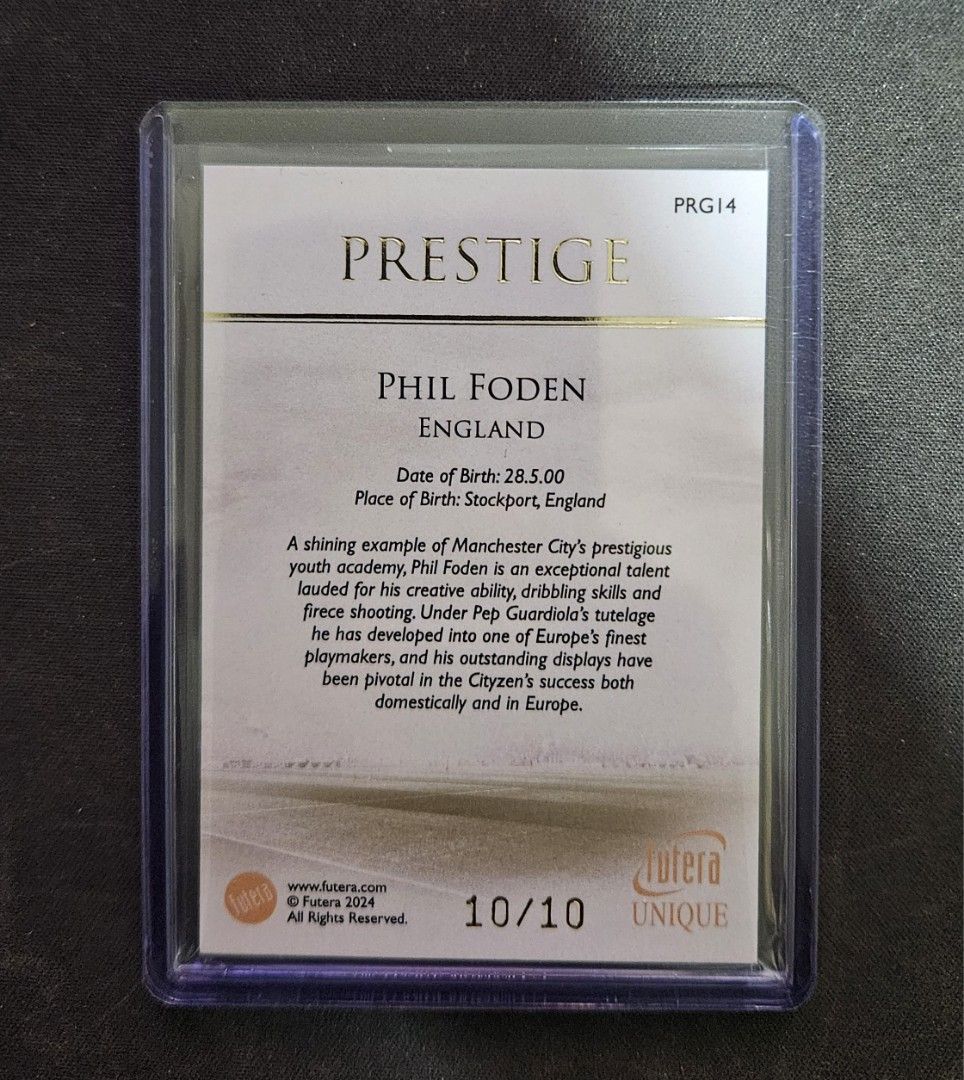 PRG14
PRESTIGE
PHIL FODEN
ENGLAND
Date of Birth: 28.5.00
Place of Birth: Stockport, England
A shining example of Manchester City's prestigious
youth academy, Phil Foden is an exceptional talent
lauded for his creative ability, dribbling skills and
firece shooting. Under Pep Guardiola's tutelage
he has developed into one of Europe's finest
playmakers, and his outstanding displays have
been pivotal in the Cityzen's success both
domestically and in Europe.
futera
www.futera.com
© Futera 2024
All Rights Reserved.
10/10
futera
UNIQUE